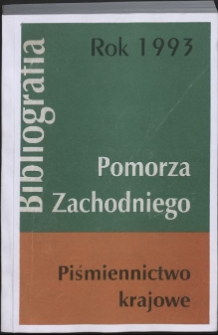 Rok 1993
Bibliografia
Pomorza
Zachodniego
Piśmiennictwo
krajowe